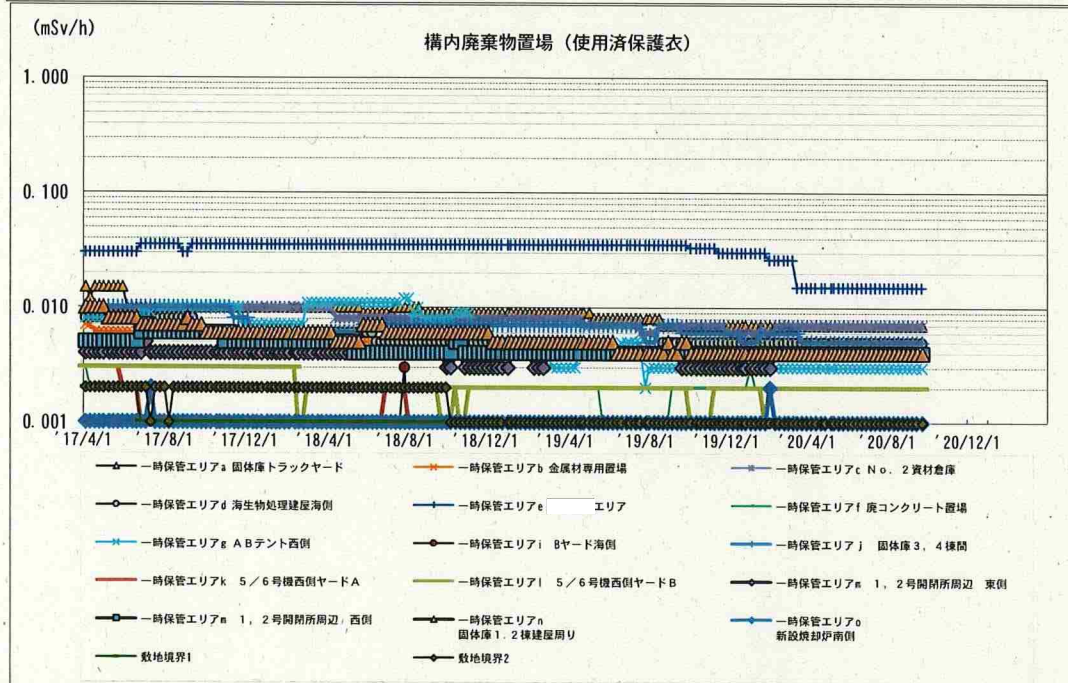 (mSv/h)
構内廃棄物置場（使用済保護衣）
1.000
0.100
0.010
0.001
'17/4/1 '17/8/1 '17/12/1 '18/4/1 '18/8/1 '18/12/1 '19/4/1 '19/8/1 '19/12/1 '20/4/1 '20/8/1 '20/12/1
一時保管エリアa 固体庫トラックヤード 一時保管エリアb 金属材専用置場 一時保管エリアc No. 2資材倉庫
一時保管エリアd 海生物処理建屋海側 一時保管エリアe エリア 一時保管エリアf 廃コンクリート置場
一時保管エリアg ABテント西側 一時保管エリアi Bヤード海側 一時保管エリアj 固体庫3，4棟間
一時保管エリアk 5／6号機西側ヤードA 一時保管エリアl 5／6号機西側ヤードB 一時保管エリアm 1，2号開閉所周辺 東側
一時保管エリアm 1，2号開閉所周辺 西側 一時保管エリアn 一時保管エリアo
固体庫1.2棟建屋周り 新設焼却炉南側
敷地境界1 敷地境界2